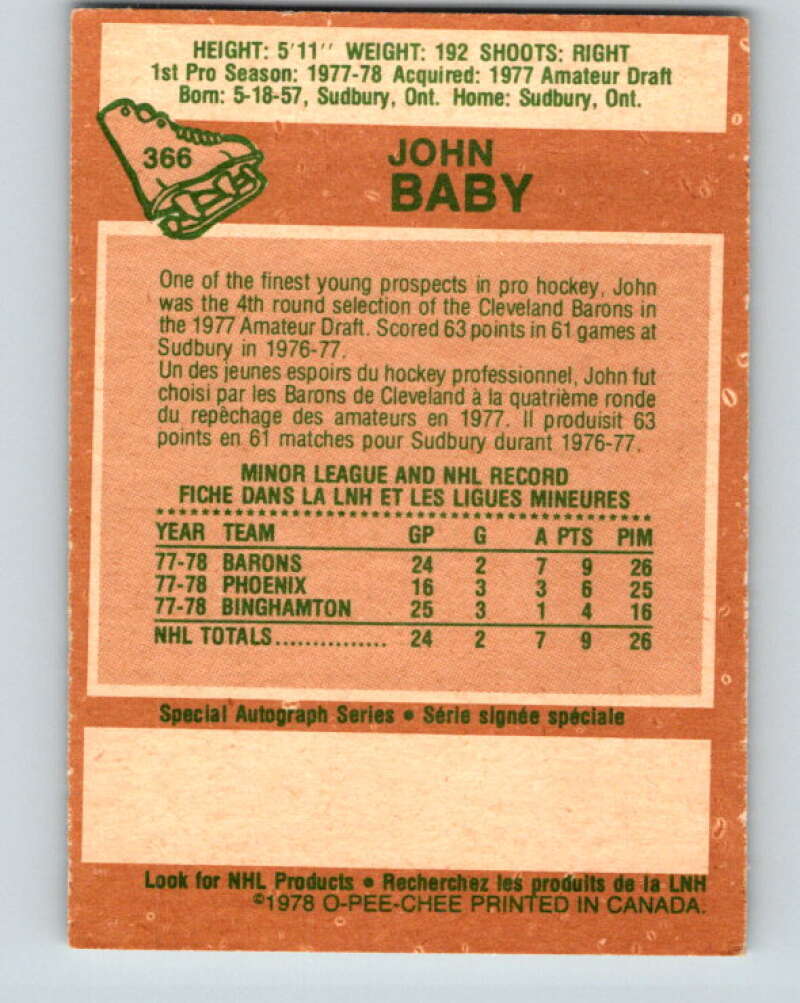 HEIGHT: 5'11'' WEIGHT: 192 SHOOTS: RIGHT
1st Pro Season: 1977-78 Acquired: 1977 Amateur Draft
Born: 5-18-57, Sudbury, Ont. Home: Sudbury, Ont.
366
JOHN
BABY
One of the finest young prospects in pro hockey, John
was the 4th round selection of the Cleveland Barons in
the 1977 Amateur Draft. Scored 63 points in 61 games at
Sudbury in 1976-77.
Un des jeunes espoirs du hockey professionnel, John fut
choisi par les Barons de Cleveland à la quatrième ronde
du repêchage des amateurs en 1977. Il produisit 63
points en 61 matches pour Sudbury durant 1976-77.
MINOR LEAGUE AND NHL RECORD
FICHE DANS LA LNH ET LES LIGUES MINEURES
YEAR TEAM GP G A PTS PIM
77-78 BARONS 24 2 7 9 26
77-78 PHOENIX 16 3 3 6 25
77-78 BINGHAMTON 25 3 1 4 16
NHL TOTALS............... 24 2 7 9 26
Special Autograph Series • Série signée spéciale
Look for NHL Products • Recherchez les produits de la LNH
©1978 O-PEE-CHEE PRINTED IN CANADA.